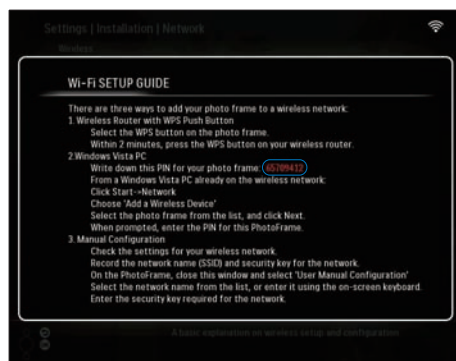 Settings | Installation | Network
Wireless
Wi-Fi SETUP GUIDE
There are three ways to add your photo frame to a wireless network:
1. Wireless Router with WPS Push Button
Select the WPS button on the photo frame.
Within 2 minutes, press the WPS button on your wireless router.
2.Windows Vista PC
Write down this PIN for your photo frame: 65709412
From a Windows Vista PC already on the wireless network:
Click Start->Network
Choose 'Add a Wireless Device'
Select the photo frame from the list, and click Next.
When prompted, enter the PIN for this PhotoFrame.
3. Manual Configuration
Check the settings for your wireless network.
Record the network name (SSID) and security key for the network.
On the PhotoFrame, close this window and select 'User Manual Configuration'
Select the network name from the list, or enter it using the on-screen keyboard.
Enter the security key required for the network.
A basic explanation on wireless setup and configuration